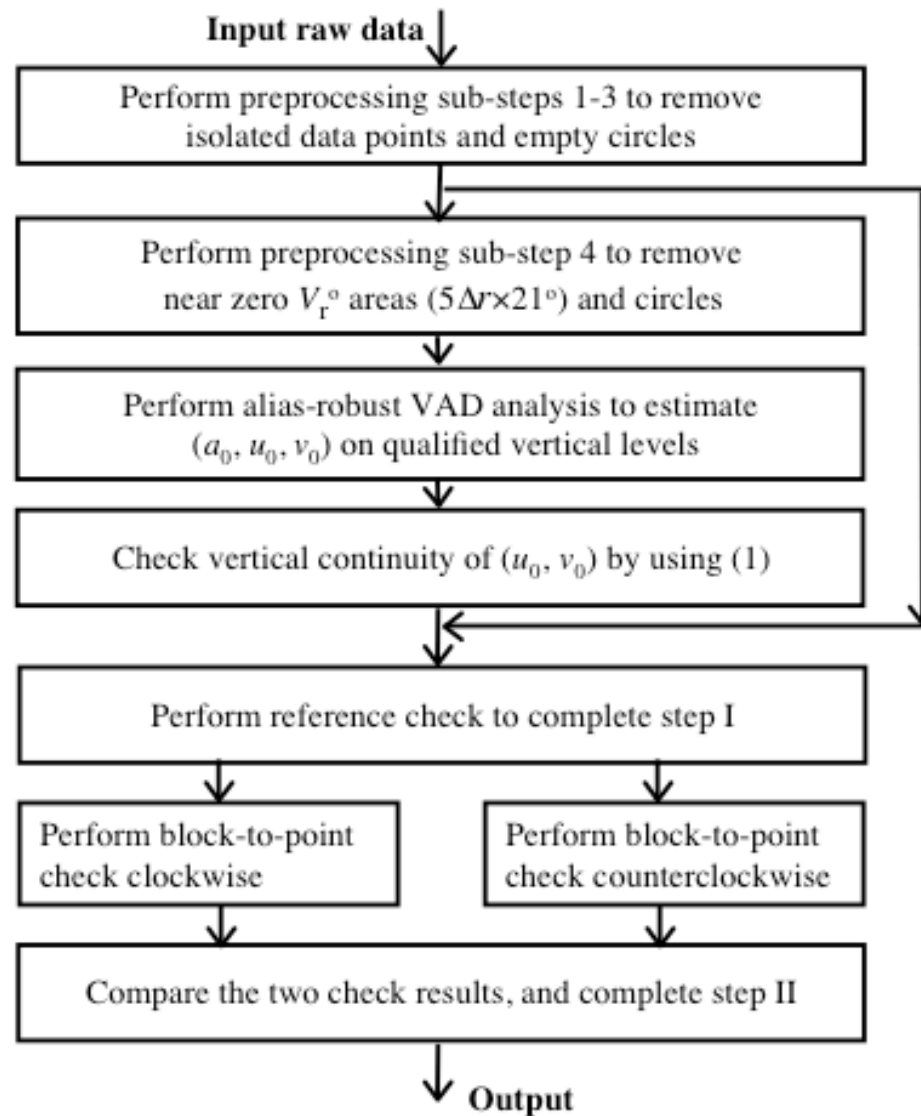 Input raw data
Perform preprocessing sub-steps 1-3 to remove
isolated data points and empty circles
Perform preprocessing sub-step 4 to remove
near zero Vᵣᵒ areas (5Δr×21°) and circles
Perform alias-robust VAD analysis to estimate
(a₀, u₀, v₀) on qualified vertical levels
Check vertical continuity of (u₀, v₀) by using (1)
Perform reference check to complete step I
Perform block-to-point
check clockwise
Perform block-to-point
check counterclockwise
Compare the two check results, and complete step II
Output